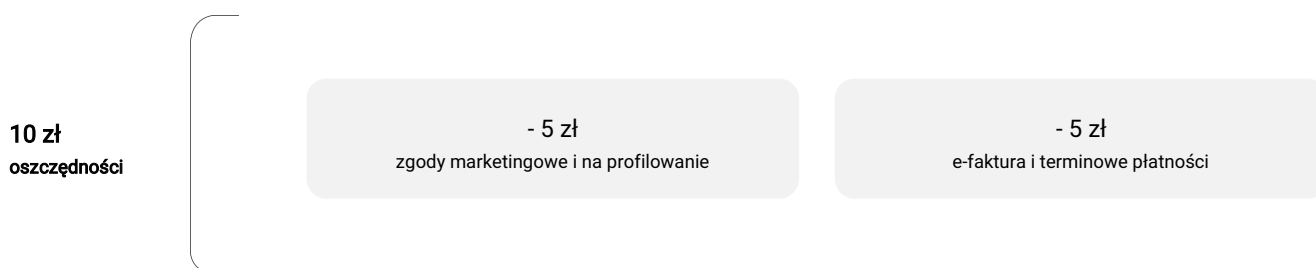 10 zł
oszczędności
- 5 zł
zgody marketingowe i na profilowanie
- 5 zł
e-faktura i terminowe płatności